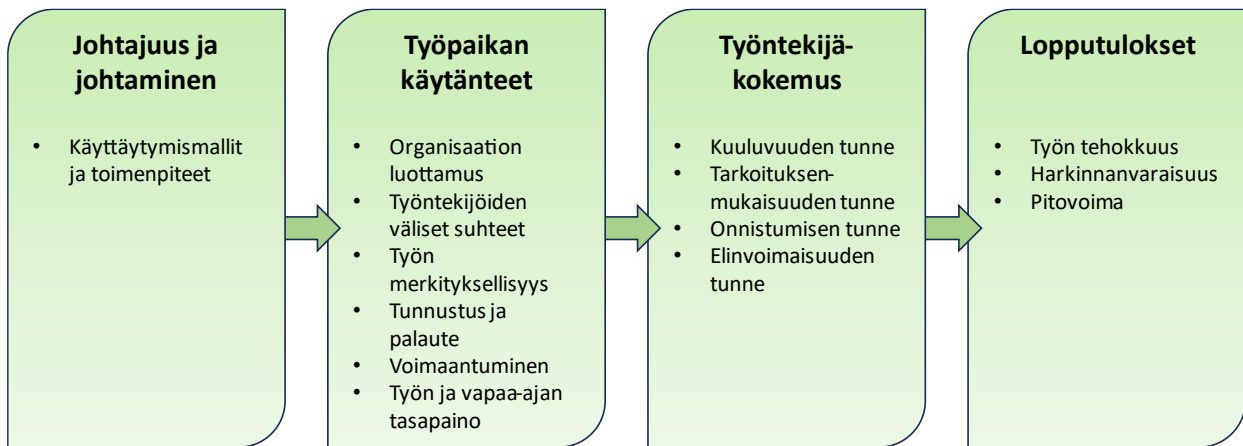 Johtajuus ja
johtaminen
• Käyttäytymismallit
ja toimenpiteet
Työpaikan
käytänteet
• Organisaation
luottamus
• Työntekijöiden
väliset suhteet
• Työn
merkityksellisyys
• Tunnustus ja
palaute
• Voimaantuminen
• Työn ja vapaa-ajan
tasapaino
Työntekijä-
kokemus
• Kuuluvuuden tunne
• Tarkoituksen-
mukaisuuden tunne
• Onnistumisen tunne
• Elinvoimaisuuden
tunne
Lopputulokset
• Työn tehokkuus
• Harkinnanvaraisuus
• Pitovoima